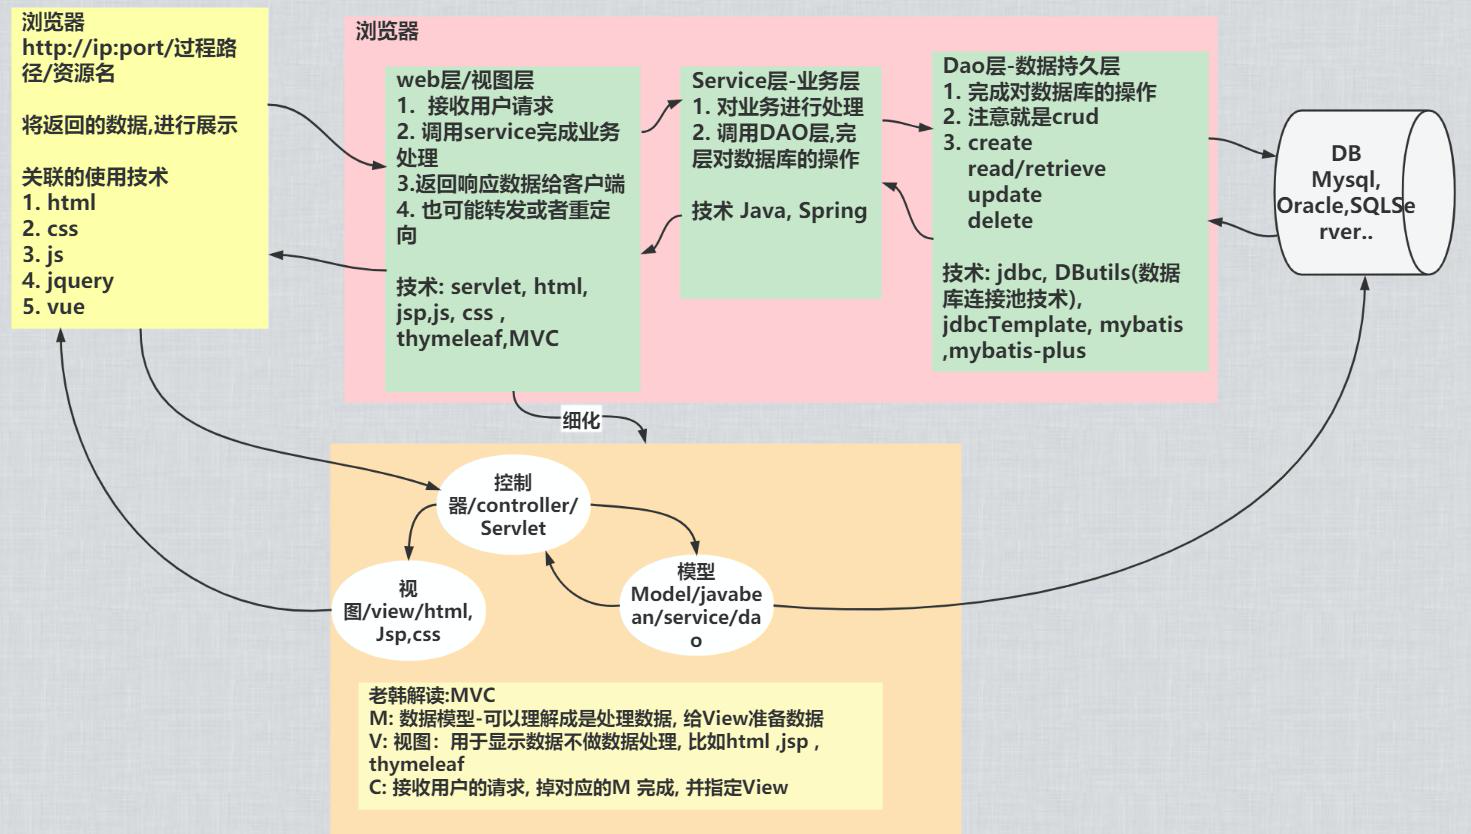 浏览器
http://ip:port/过程路
径/资源名
将返回的数据,进行展示
关联的使用技术
1. html
2. css
3. js
4. jquery
5. vue
浏览器
web层/视图层
1. 接收用户请求
2. 调用service完成业务
处理
3.返回响应数据给客户端
4. 也可能转发或者重定
向
技术: servlet, html,
jsp,js, css ,
thymeleaf,MVC
Service层-业务层
1. 对业务进行处理
2. 调用DAO层,完
层对数据库的操作
技术 Java, Spring
Dao层-数据持久层
1. 完成对数据库的操作
2. 注意就是crud
3. create
read/retrieve
update
delete
技术: jdbc, DButils(数据
库连接池技术),
jdbcTemplate, mybatis
,mybatis-plus
DB
Mysql,
Oracle,SQLSe
rver..
细化
控制
器/controller/
Servlet
视
图/view/html,
Jsp,css
模型
Model/javabe
an/service/da
o
老韩解读:MVC
M: 数据模型-可以理解成是处理数据, 给View准备数据
V: 视图：用于显示数据不做数据处理, 比如html ,jsp ,
thymeleaf
C: 接收用户的请求, 掉对应的M 完成, 并指定View